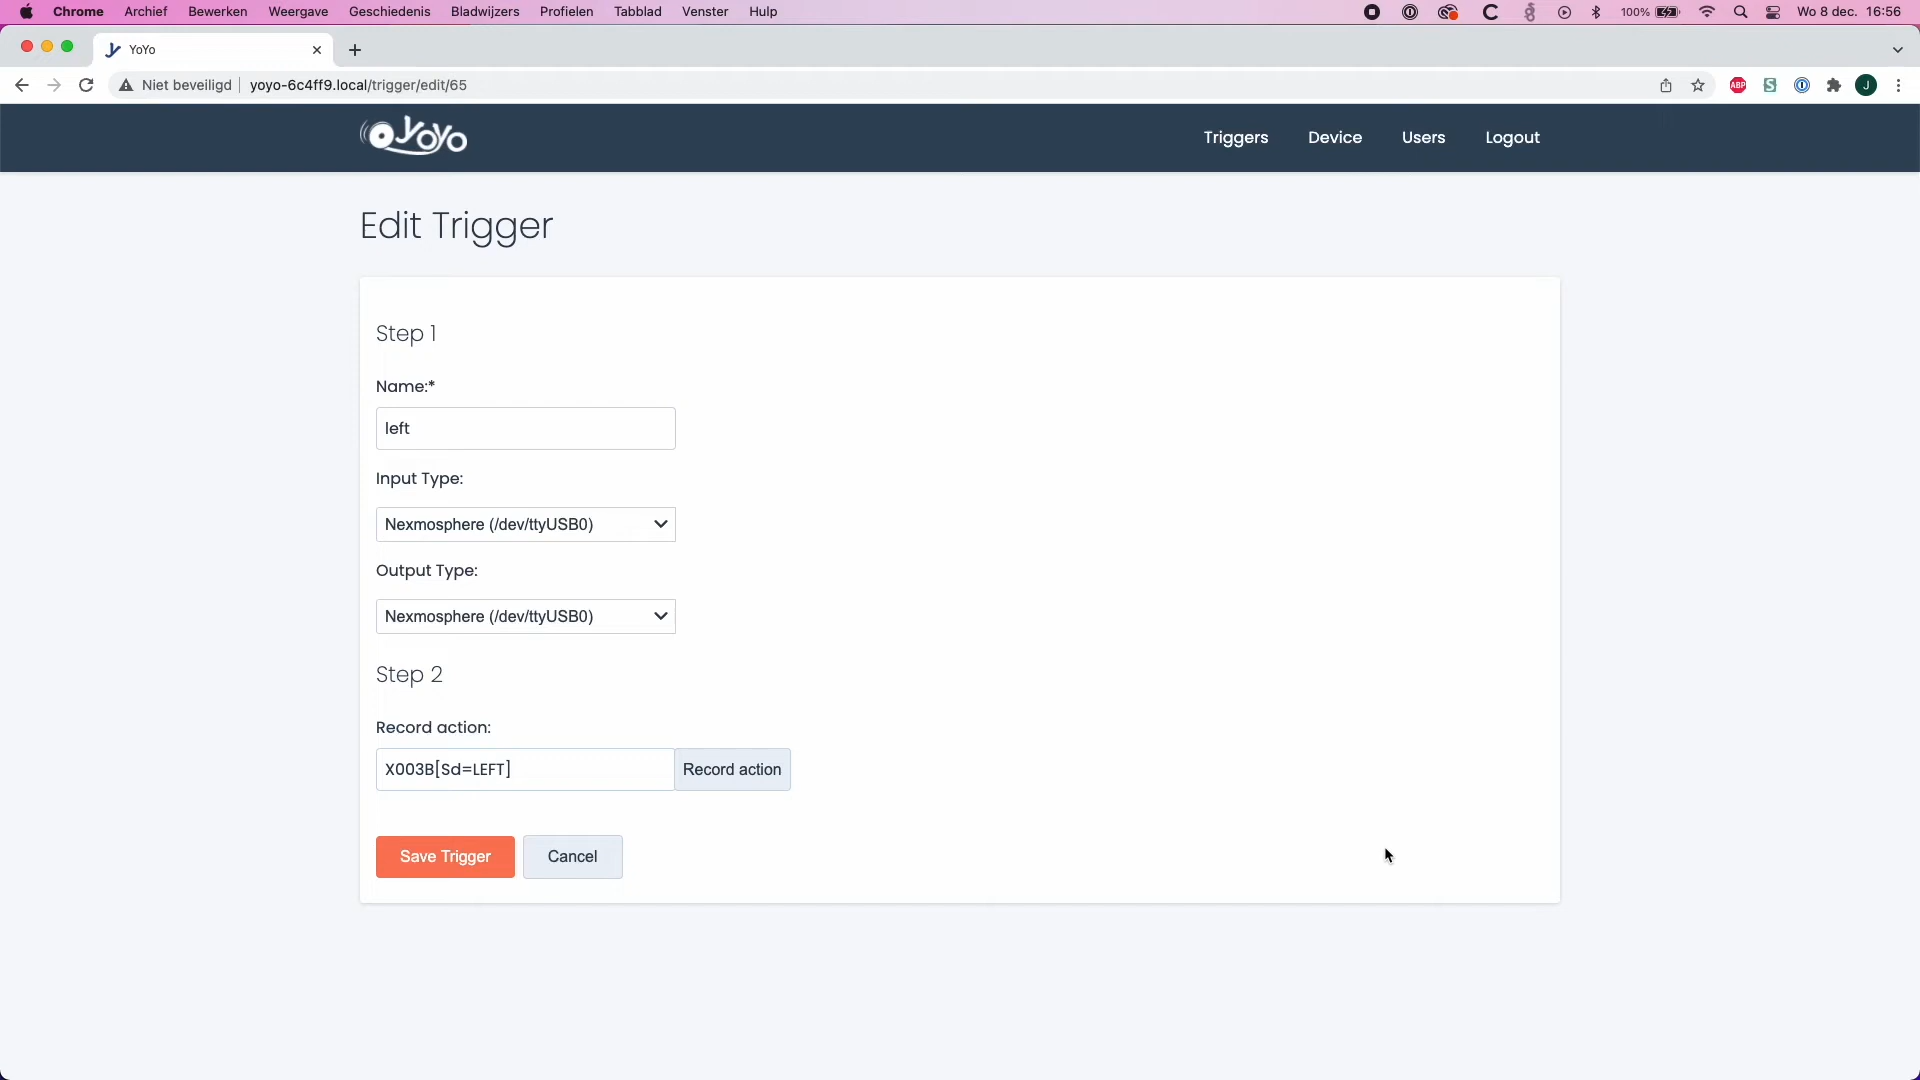 Chrome Archief Bewerken Weergave Geschiedenis Bladwijzers Profielen Tabblad Venster Hulp 100% Wo 8 dec. 16:56
YoYo
Niet beveiligd yoyo-6c4ff9.local/trigger/edit/65 ABP S J
YoYo Triggers Device Users Logout
Edit Trigger
Step 1
Name:*
left
Input Type:
Nexmosphere (/dev/ttyUSB0)
Output Type:
Nexmosphere (/dev/ttyUSB0)
Step 2
Record action:
X003B[Sd=LEFT] Record action
Save Trigger Cancel